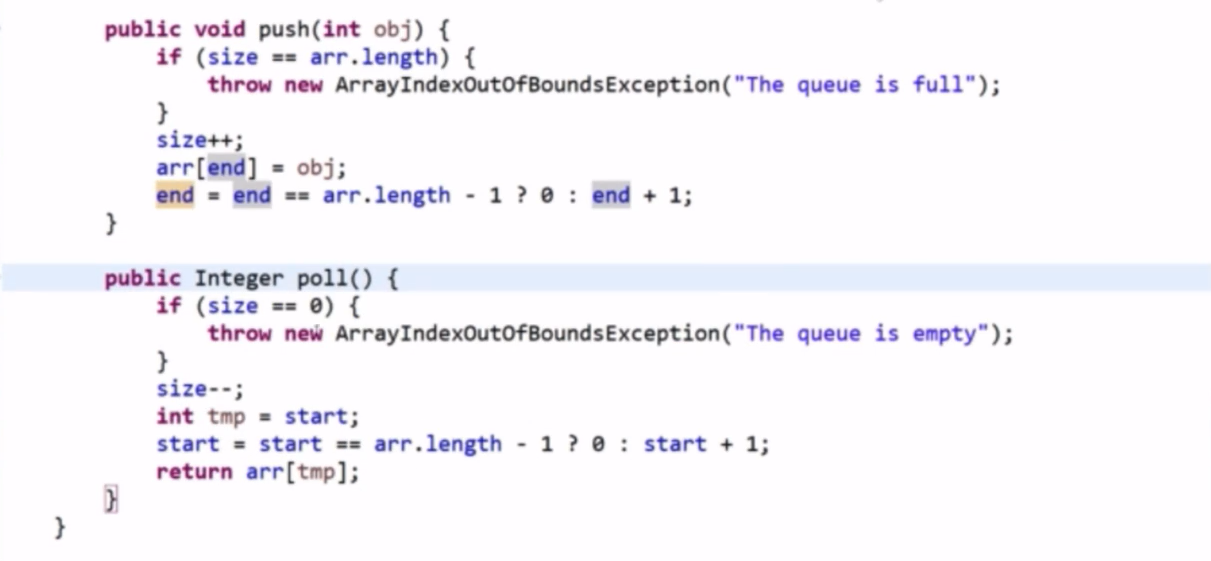 public void push(int obj) {
if (size == arr.length) {
throw new ArrayIndexOutOfBoundsException("The queue is full");
}
size++;
arr[end] = obj;
end = end == arr.length - 1 ? 0 : end + 1;
}
public Integer poll() {
if (size == 0) {
throw new ArrayIndexOutOfBoundsException("The queue is empty");
}
size--;
int tmp = start;
start = start == arr.length - 1 ? 0 : start + 1;
return arr[tmp];
}
}